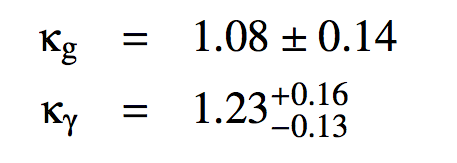 κg = 1.08 ± 0.14
κγ = 1.23 +0.16 −0.13